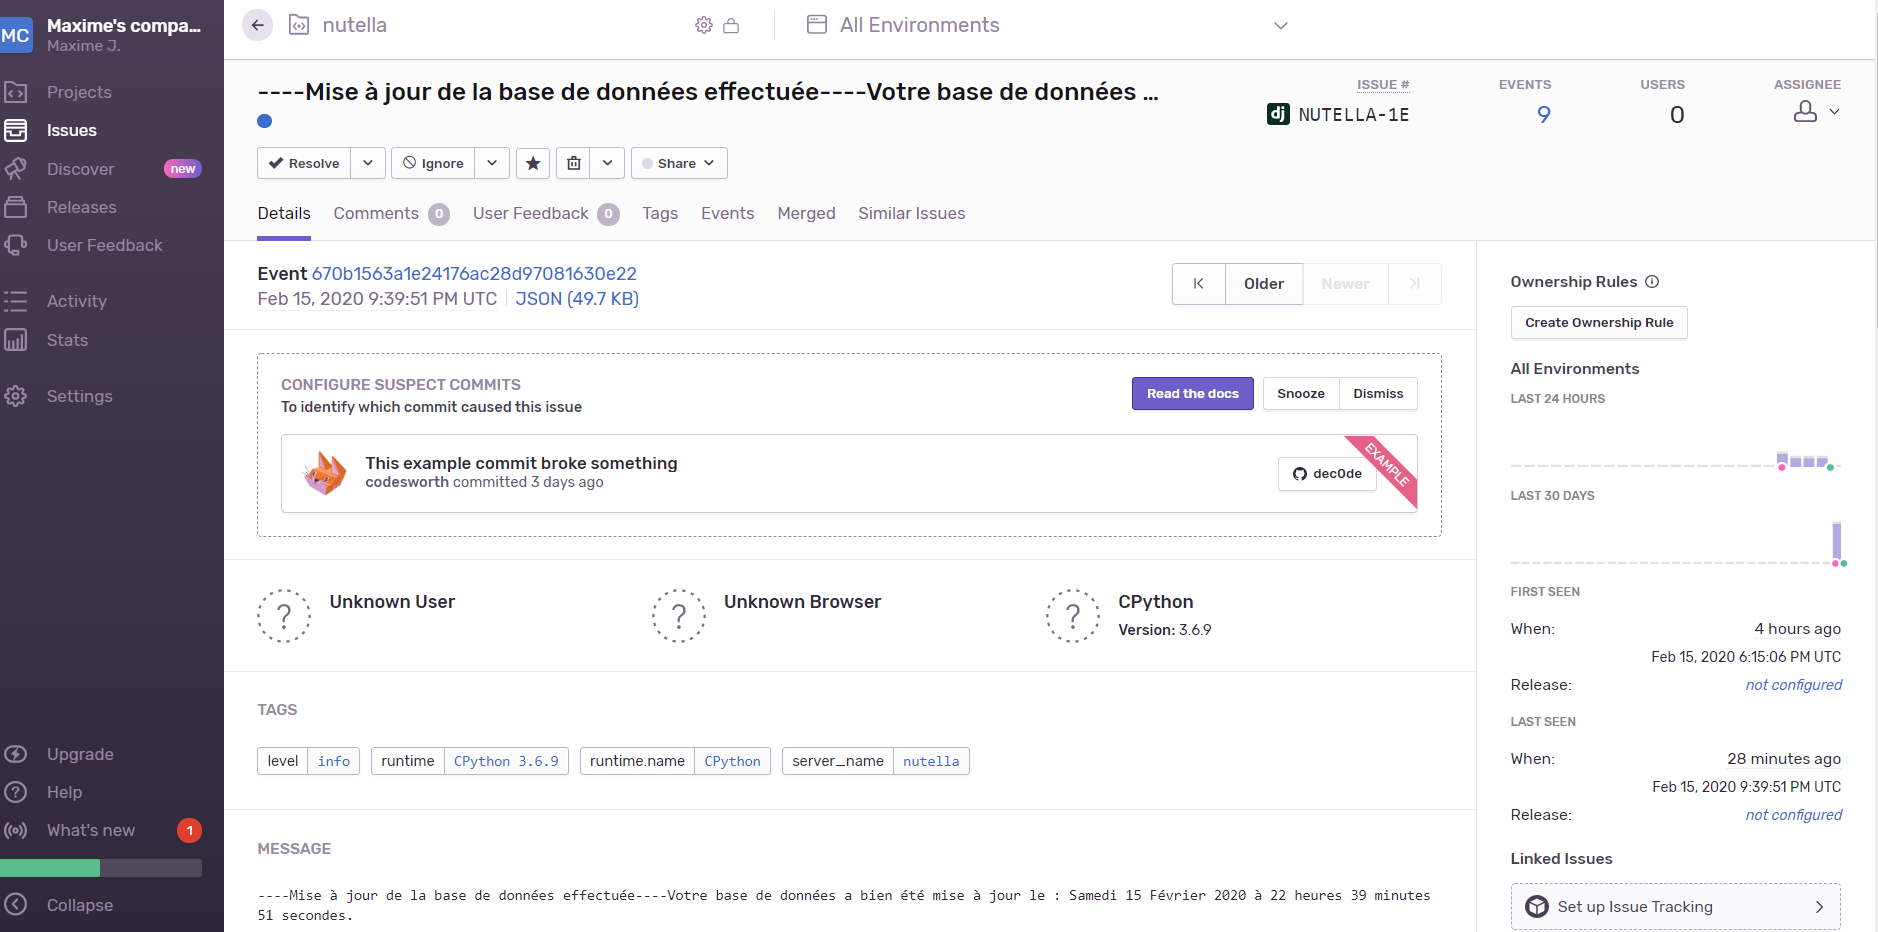 MC
Maxime's compa...
Maxime J.
Projects
Issues
Discover new
Releases
User Feedback
Activity
Stats
Settings
Upgrade
Help
What's new 1
Collapse
nutella
All Environments
----Mise à jour de la base de données effectuée----Votre base de données ...
ISSUE # EVENTS USERS ASSIGNEE
dj NUTELLA-1E 9 0
Resolve Ignore Share
Details Comments 0 User Feedback 0 Tags Events Merged Similar Issues
Event 670b1563a1e24176ac28d97081630e22
Feb 15, 2020 9:39:51 PM UTC JSON (49.7 KB)
Older Newer
CONFIGURE SUSPECT COMMITS
To identify which commit caused this issue
Read the docs Snooze Dismiss
This example commit broke something
codesworth committed 3 days ago
dec0de
EXAMPLE
? Unknown User
? Unknown Browser
? CPython
Version: 3.6.9
TAGS
level info runtime CPython 3.6.9 runtime.name CPython server_name nutella
MESSAGE
----Mise à jour de la base de données effectuée----Votre base de données a bien été mise à jour le : Samedi 15 Février 2020 à 22 heures 39 minutes
51 secondes.
Ownership Rules
Create Ownership Rule
All Environments
LAST 24 HOURS
LAST 30 DAYS
FIRST SEEN
When: 4 hours ago
Feb 15, 2020 6:15:06 PM UTC
Release: not configured
LAST SEEN
When: 28 minutes ago
Feb 15, 2020 9:39:51 PM UTC
Release: not configured
Linked Issues
Set up Issue Tracking